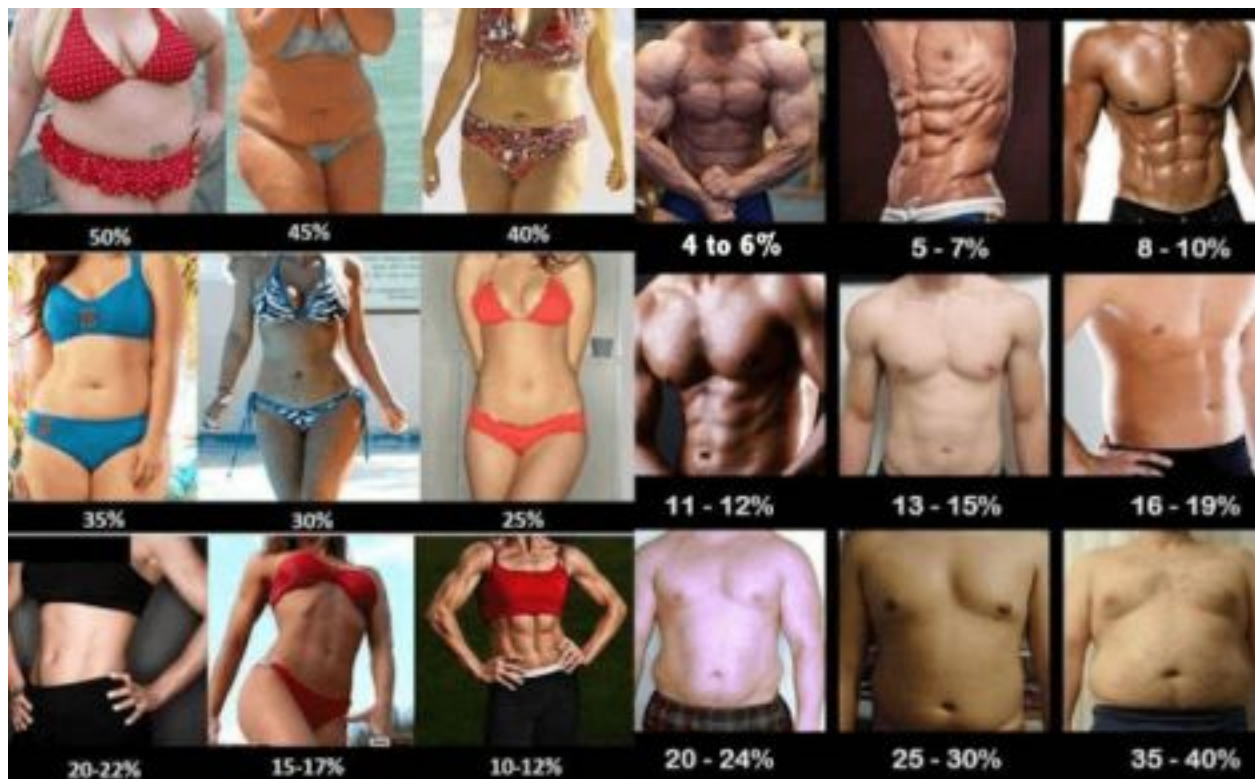 50% 45% 40%
4 to 6% 5 - 7% 8 - 10%
35% 30% 25%
11 - 12% 13 - 15% 16 - 19%
20-22% 15-17% 10-12%
20 - 24% 25 - 30% 35 - 40%